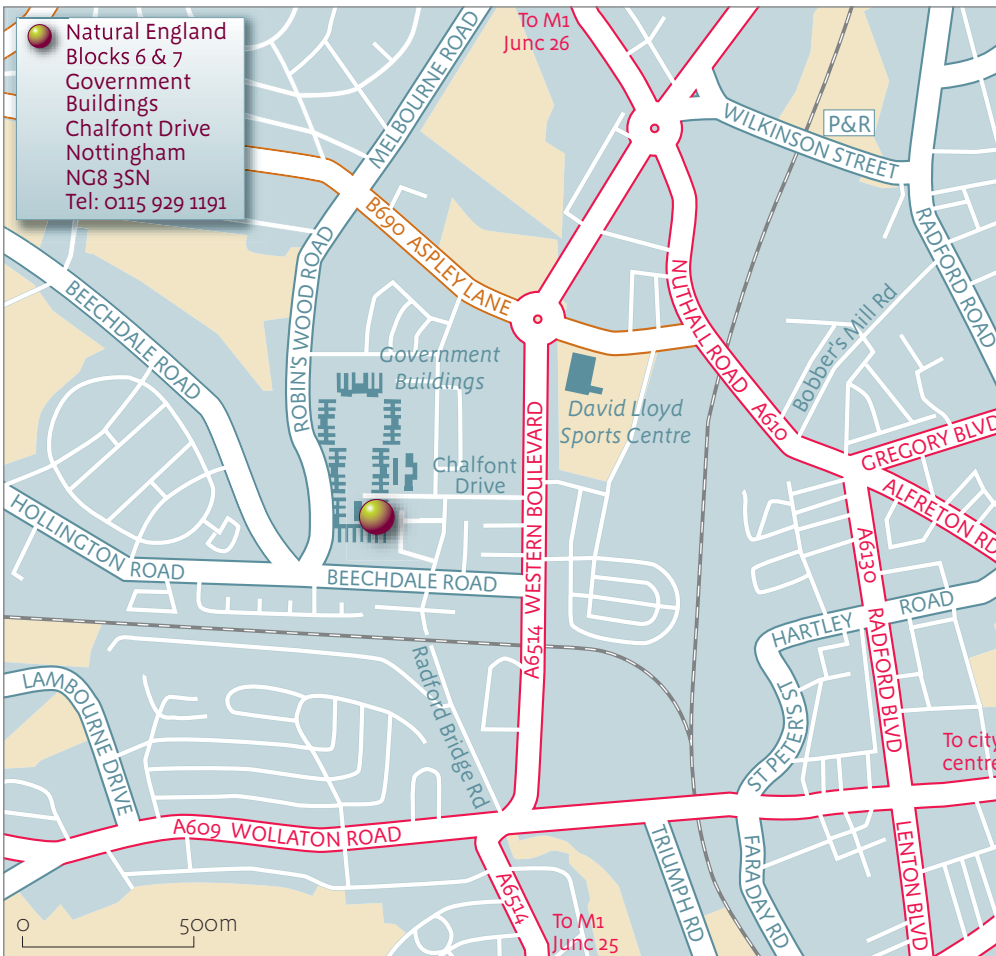 Natural England
Blocks 6 & 7
Government
Buildings
Chalfont Drive
Nottingham
NG8 3SN
Tel: 0115 929 1191
To M1
Junc 26
MELBOURNE ROAD
WILKINSON STREET
P&R
B690 ASPLEY LANE
ROBIN'S WOOD ROAD
BEECHDALE ROAD
RADFORD ROAD
NUTHALL ROAD A610
Bobber's Mill Rd
Government
Buildings
David Lloyd
Sports Centre
GREGORY BLVD
ALFRETON RD
Chalfont
Drive
A6514 WESTERN BOULEVARD
HOLLINGTON ROAD
BEECHDALE ROAD
A6130 RADFORD BLVD
HARTLEY ROAD
Radford Bridge Rd
LAMBOURNE DRIVE
ST PETERS ST
To city
centre
A609 WOLLATON ROAD
TRIUMPH RD
FARADAY RD
LENTON BLVD
A6514
To M1
Junc 25
0 500m